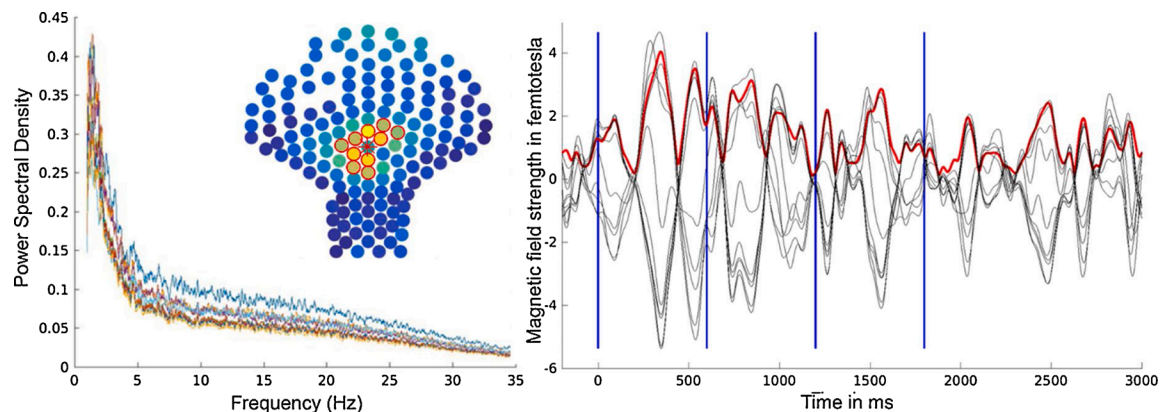 0.45
0.4
0.35
0.3
0.25
0.2
0.15
0.1
0.05
0
0 5 10 15 20 25 30 35
Power Spectral Density
Frequency (Hz)
4
2
0
-2
-4
-6
0 500 1000 1500 2000 2500 3000
Magnetic field strength in femtotesla
Time in ms